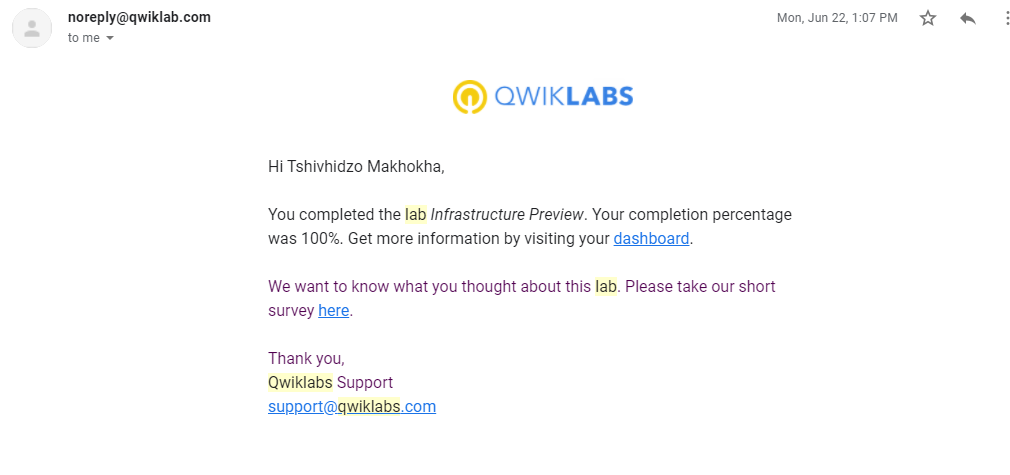 noreply@qwiklab.com
Mon, Jun 22, 1:07 PM
to me
QWIKLABS
Hi Tshivhidzo Makhokha,
You completed the lab Infrastructure Preview. Your completion percentage
was 100%. Get more information by visiting your dashboard.
We want to know what you thought about this lab. Please take our short
survey here.
Thank you,
Qwiklabs Support
support@qwiklabs.com